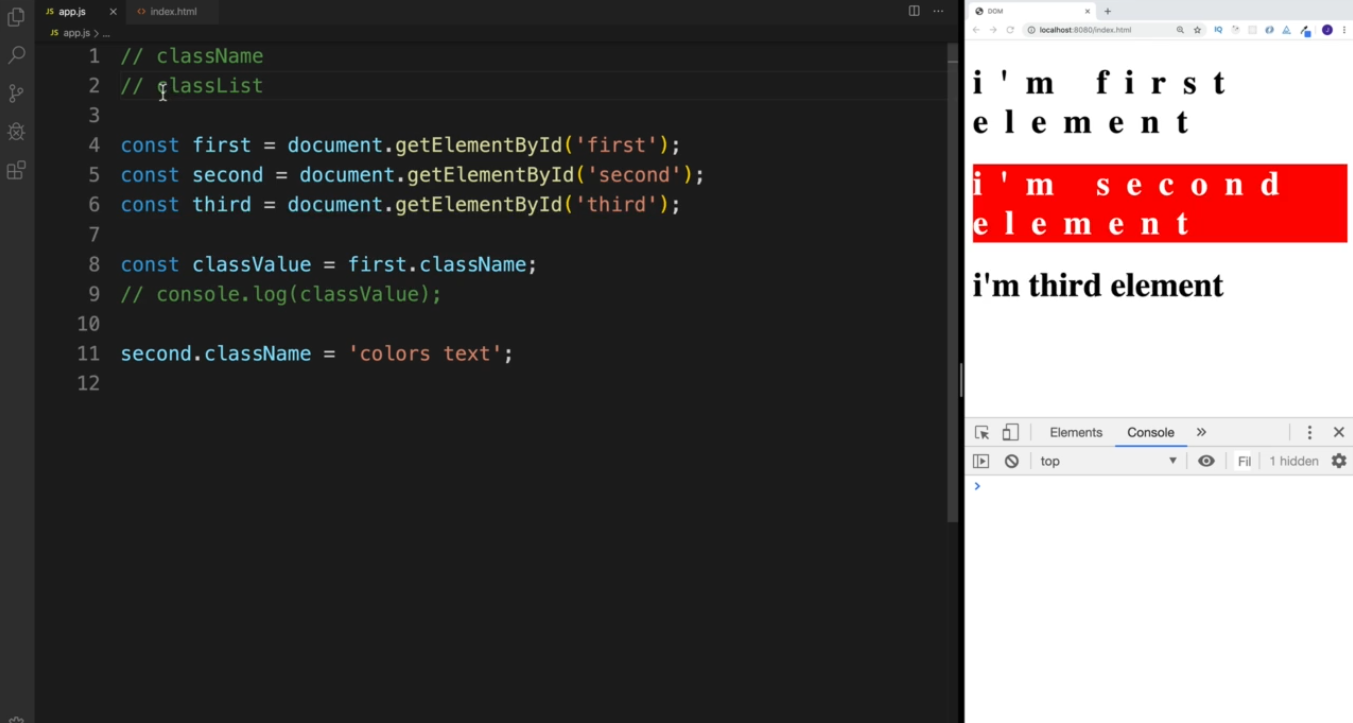 JS app.js × <> index.html ⋯
JS app.js > ...
1 // className
2 // classList
3
4 const first = document.getElementById('first');
5 const second = document.getElementById('second');
6 const third = document.getElementById('third');
7
8 const classValue = first.className;
9 // console.log(classValue);
10
11 second.className = 'colors text';
12
DOM × +
localhost:8080/index.html IQ J
i'm first
element
i'm second
element
i'm third element
Elements Console » ×
top ▼ Fil 1 hidden
>